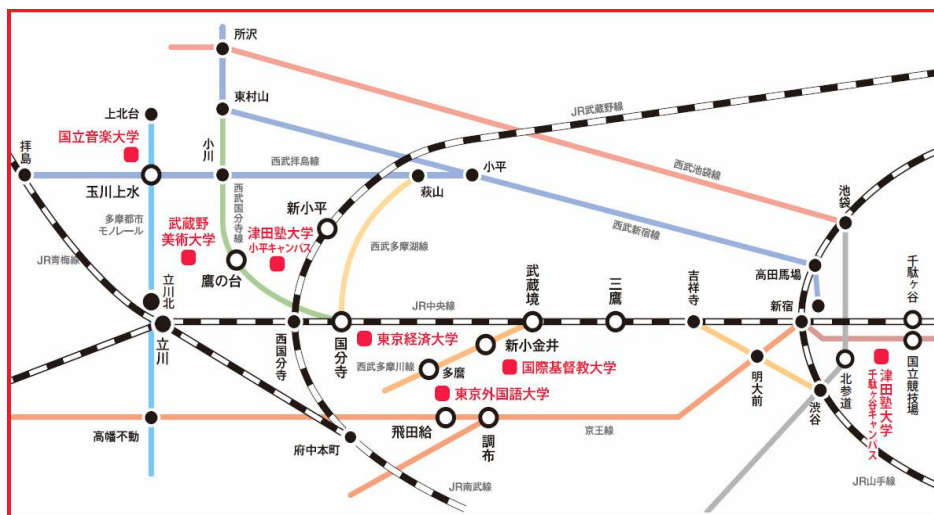 所沢
東村山
JR武蔵野線
上北台
国立音楽大学
小川
拝島
西武拝島線
小平
西武池袋線
玉川上水
萩山
池袋
多摩都市
モノレール
西武国分寺線
武蔵野
美術大学
新小平
津田塾大学
小平キャンパス
西武多摩湖線
西武新宿線
JR青梅線
鷹の台
高田馬場
千駄ヶ谷
立川北
武蔵境
三鷹
吉祥寺
新宿
JR中央線
立川
西国分寺
国分寺
東京経済大学
新小金井
西武多摩川線
多磨
国際基督教大学
明大前
北参道
国立競技場
津田塾大学
千駄ケ谷キャンパス
東京外国語大学
渋谷
高幡不動
飛田給
調布
京王線
府中本町
JR南武線
JR山手線